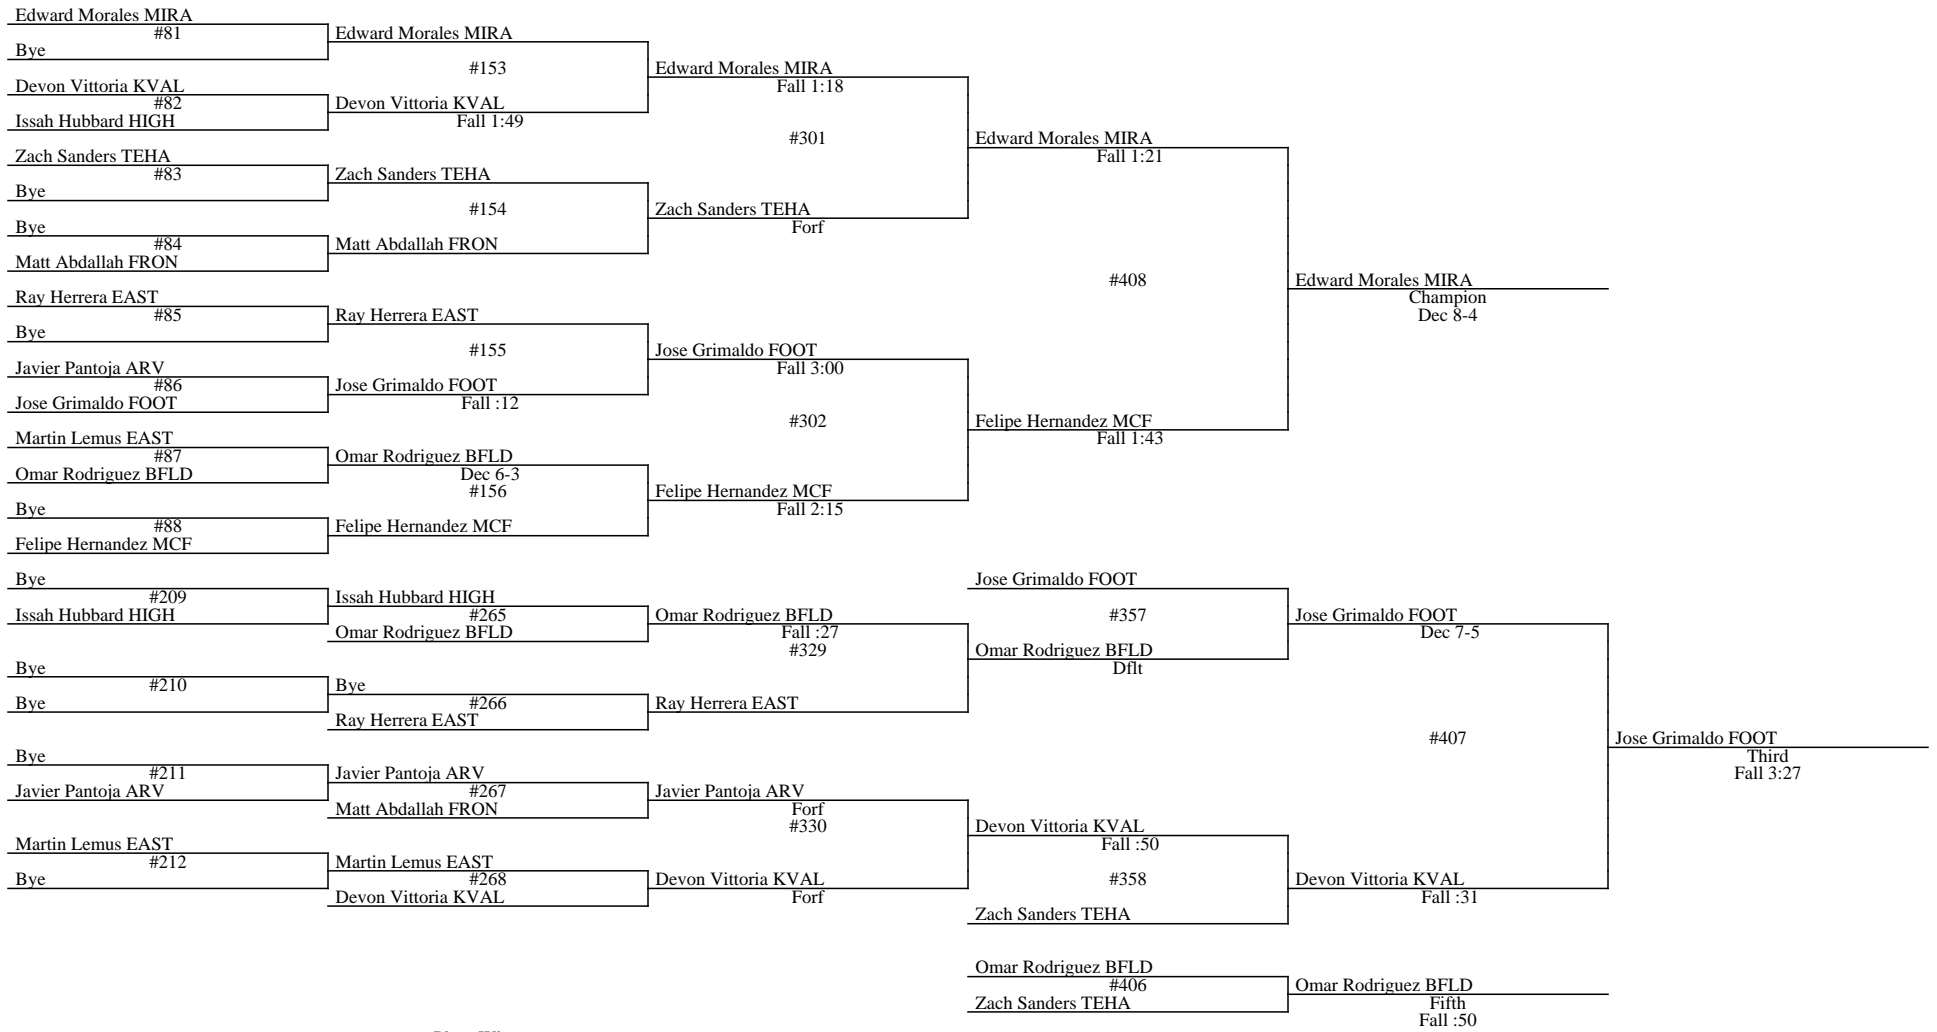 Edward Morales MIRA
#81
Bye
Devon Vittoria KVAL
#82
Issah Hubbard HIGH
Zach Sanders TEHA
#83
Bye
Bye
#84
Matt Abdallah FRON
Ray Herrera EAST
#85
Bye
Javier Pantoja ARV
#86
Jose Grimaldo FOOT
Martin Lemus EAST
#87
Omar Rodriguez BFLD
Bye
#88
Felipe Hernandez MCF
Edward Morales MIRA
#153
Devon Vittoria KVAL
Fall 1:49
Zach Sanders TEHA
#154
Matt Abdallah FRON
Ray Herrera EAST
#155
Jose Grimaldo FOOT
Fall :12
Omar Rodriguez BFLD
Dec 6-3
#156
Felipe Hernandez MCF
Edward Morales MIRA
Fall 1:18
#301
Zach Sanders TEHA
Forf
Jose Grimaldo FOOT
Fall 3:00
#302
Felipe Hernandez MCF
Fall 2:15
Edward Morales MIRA
Fall 1:21
#408
Felipe Hernandez MCF
Fall 1:43
Edward Morales MIRA
Champion
Dec 8-4
Bye
#209
Issah Hubbard HIGH
Bye
#210
Bye
Bye
#211
Javier Pantoja ARV
Martin Lemus EAST
#212
Bye
Issah Hubbard HIGH
#265
Omar Rodriguez BFLD
Bye
#266
Ray Herrera EAST
Javier Pantoja ARV
#267
Matt Abdallah FRON
Martin Lemus EAST
#268
Devon Vittoria KVAL
Omar Rodriguez BFLD
Fall :27
#329
Ray Herrera EAST
Javier Pantoja ARV
Forf
#330
Devon Vittoria KVAL
Forf
Jose Grimaldo FOOT
#357
Omar Rodriguez BFLD
Dflt
Devon Vittoria KVAL
Fall :50
#358
Zach Sanders TEHA
Jose Grimaldo FOOT
Dec 7-5
#407
Devon Vittoria KVAL
Fall :31
Jose Grimaldo FOOT
Third
Fall 3:27
Omar Rodriguez BFLD
#406
Zach Sanders TEHA
Omar Rodriguez BFLD
Fifth
Fall :50